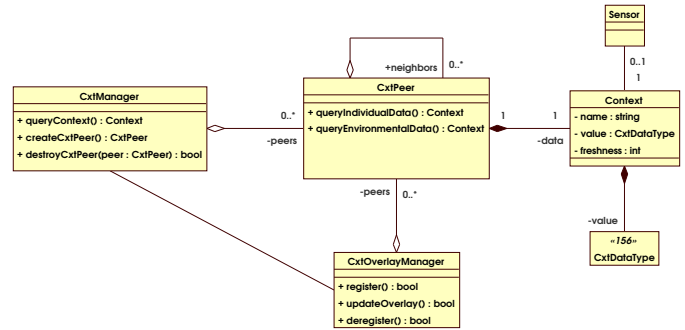 Sensor
+neighbors
0..*
0..1
1
CxtManager
+ queryContext() : Context
+ createCxtPeer() : CxtPeer
+ destroyCxtPeer(peer : CxtPeer) : bool
0..*
-peers
CxtPeer
+ queryIndividualData() : Context
+ queryEnvironmentalData() : Context
1
1
-data
Context
- name : string
- value : CxtDataType
- freshness : int
-peers
0..*
-value
«156»
CxtDataType
CxtOverlayManager
+ register() : bool
+ updateOverlay() : bool
+ deregister() : bool